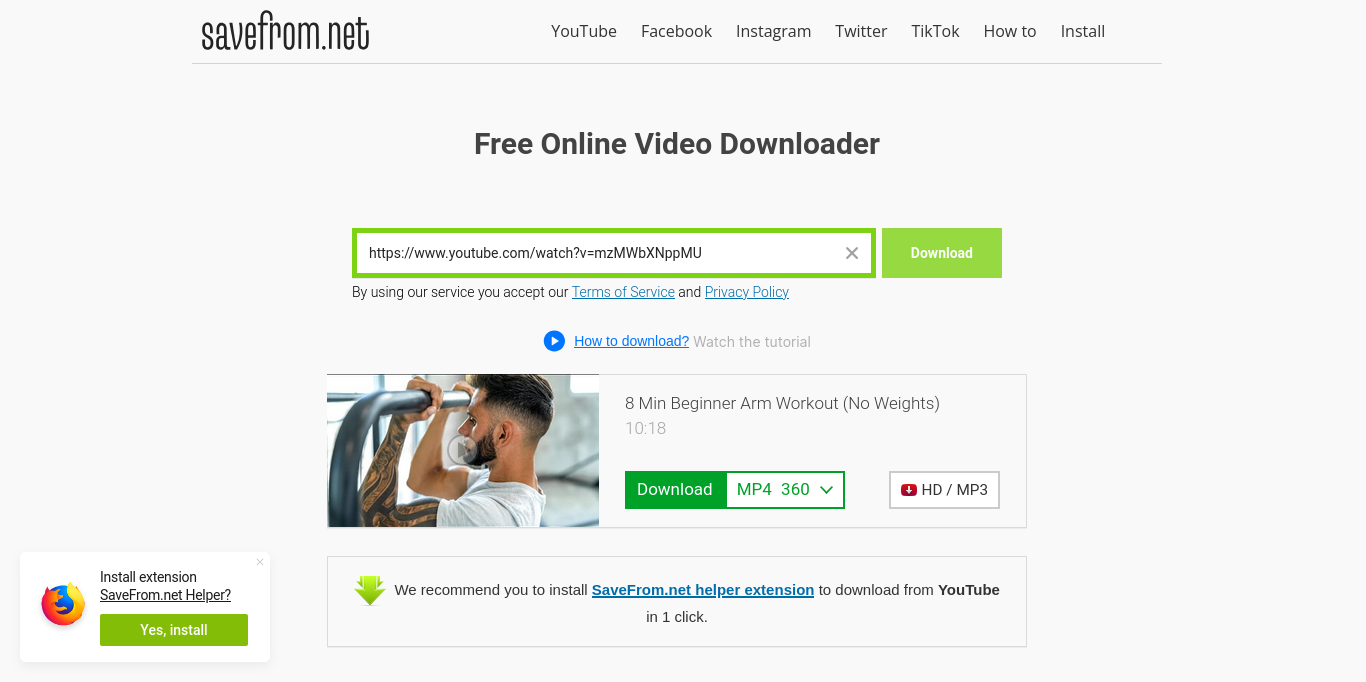 savefrom.net
YouTube Facebook Instagram Twitter TikTok How to Install
Free Online Video Downloader
https://www.youtube.com/watch?v=mzMWbXNppMU
Download
By using our service you accept our Terms of Service and Privacy Policy
How to download? Watch the tutorial
8 Min Beginner Arm Workout (No Weights)
10:18
Download MP4 360 HD / MP3
We recommend you to install SaveFrom.net helper extension to download from YouTube
in 1 click.
Install extension
SaveFrom.net Helper?
Yes, install